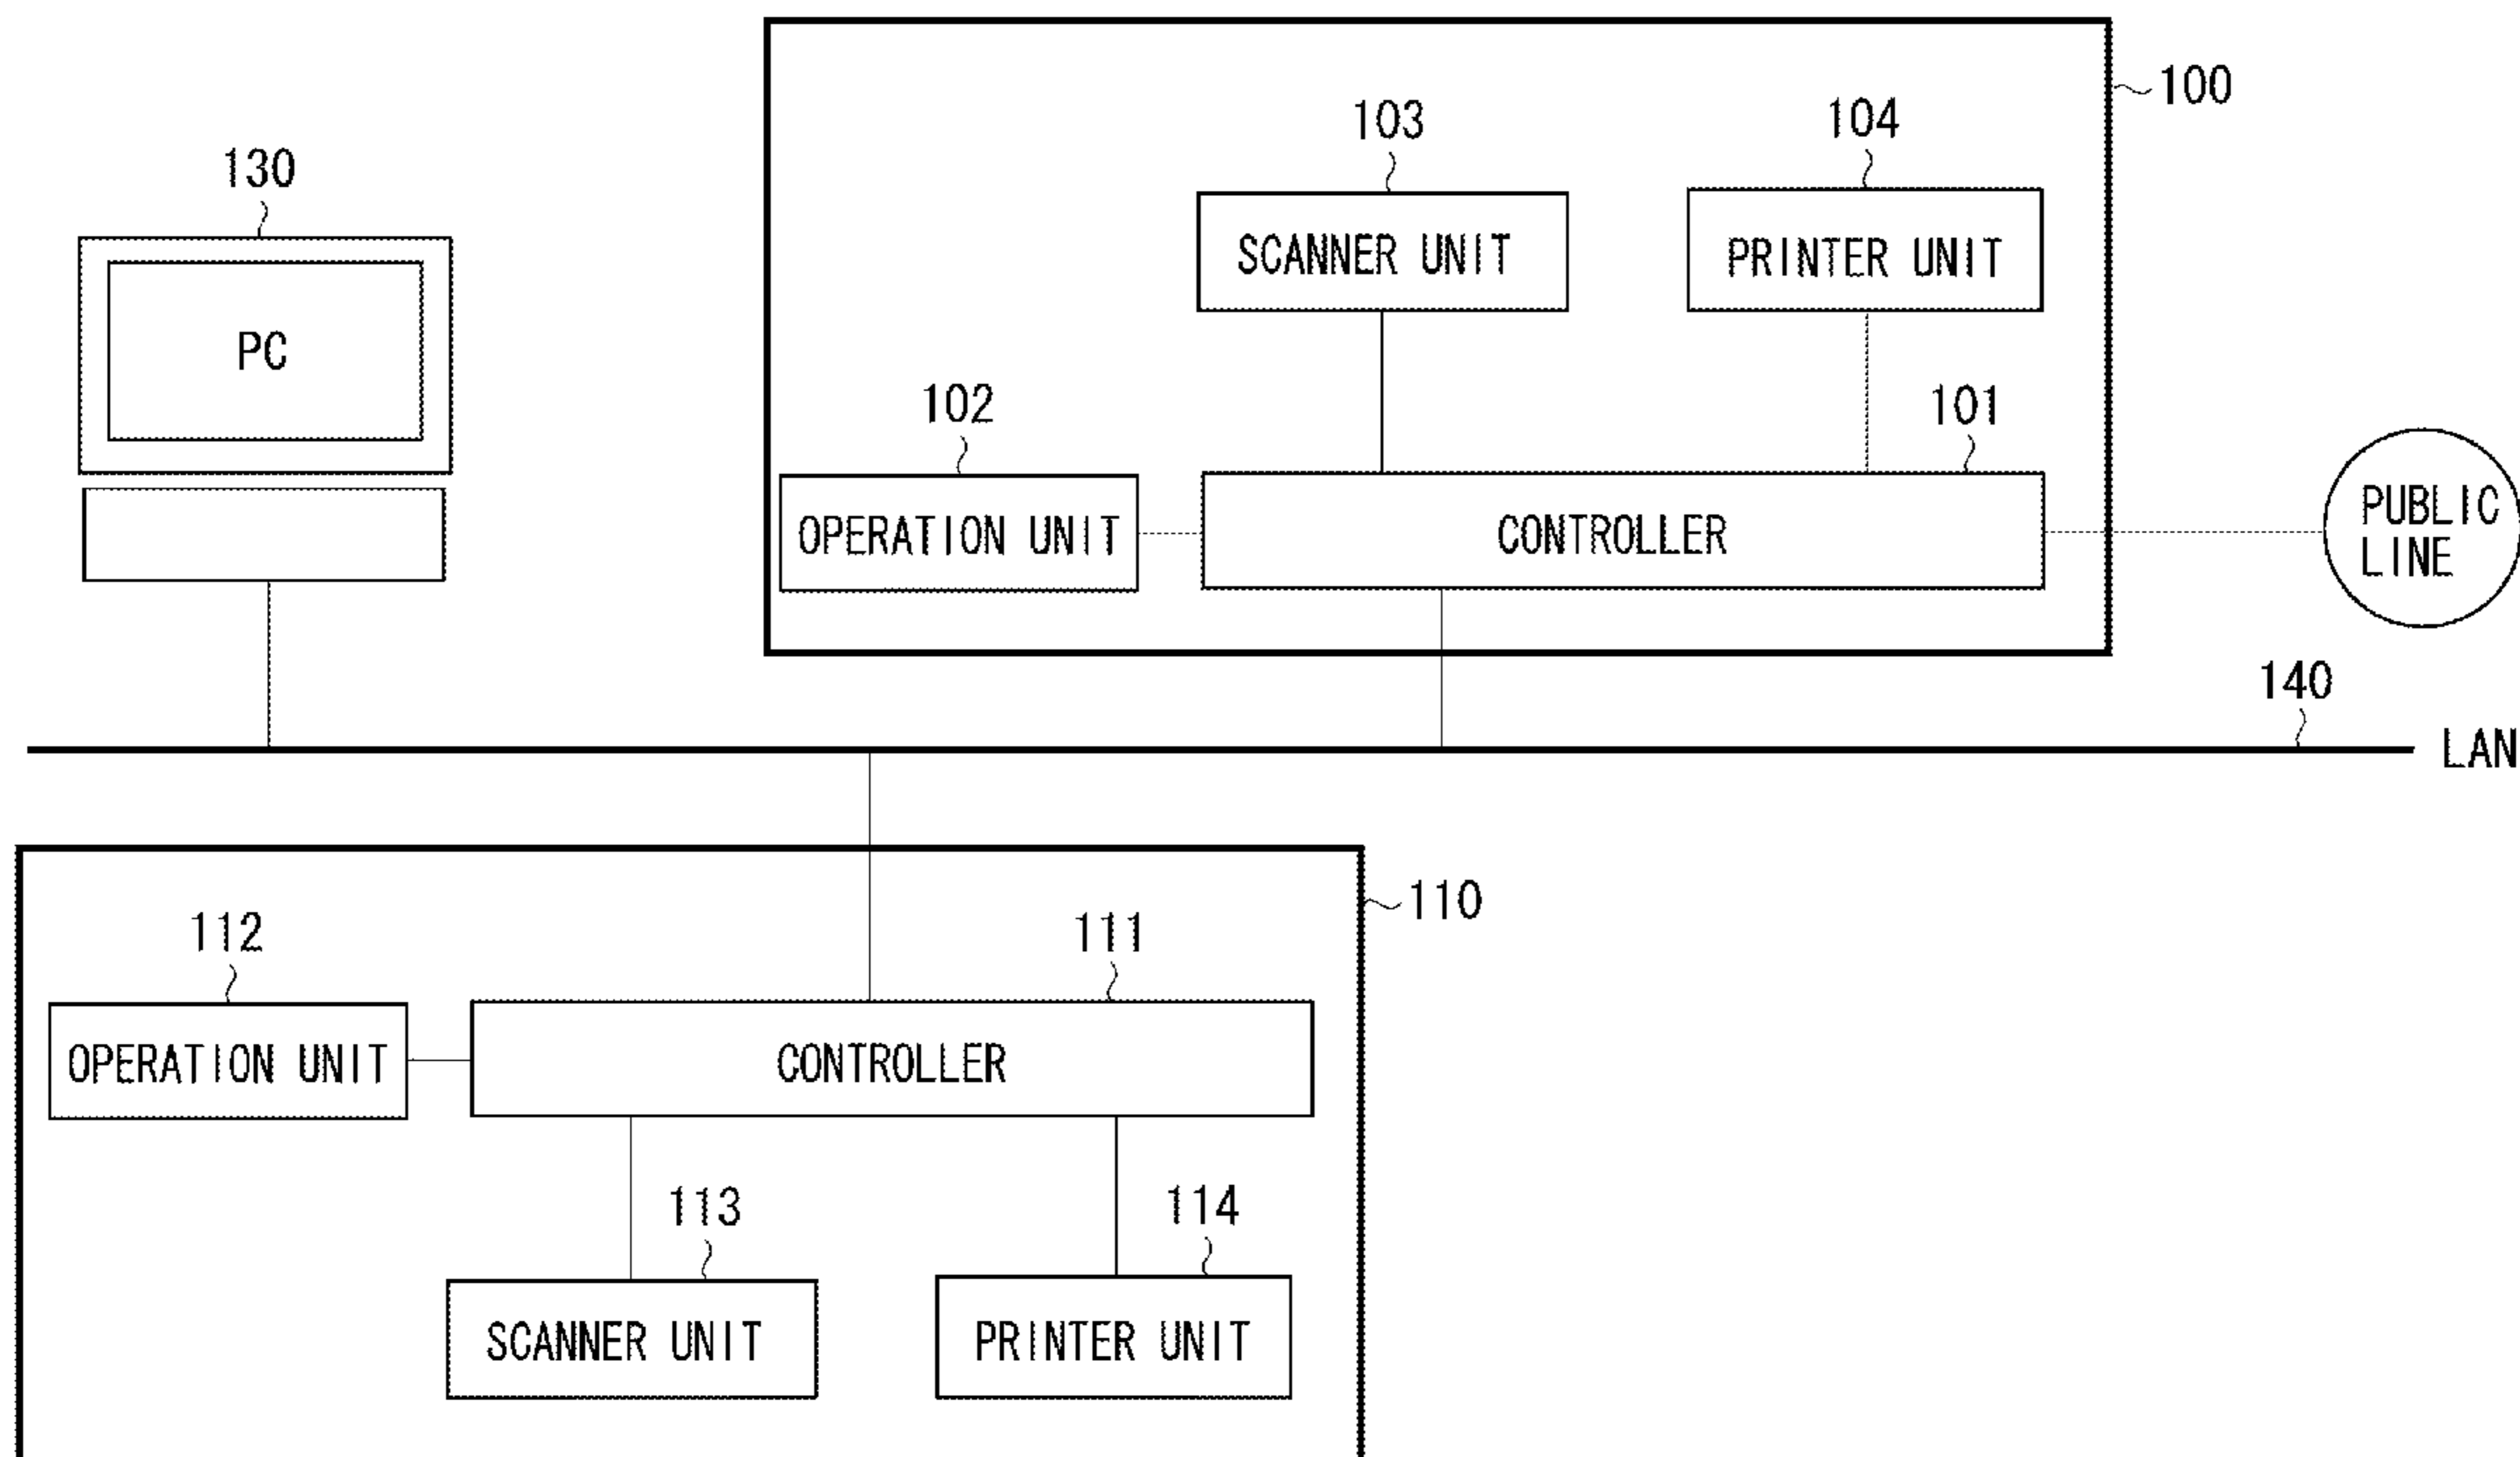 100
103
104
130
SCANNER UNIT
PRINTER UNIT
PC
102
101
OPERATION UNIT
CONTROLLER
PUBLIC
LINE
140
LAN
110
112
111
OPERATION UNIT
CONTROLLER
113
114
SCANNER UNIT
PRINTER UNIT